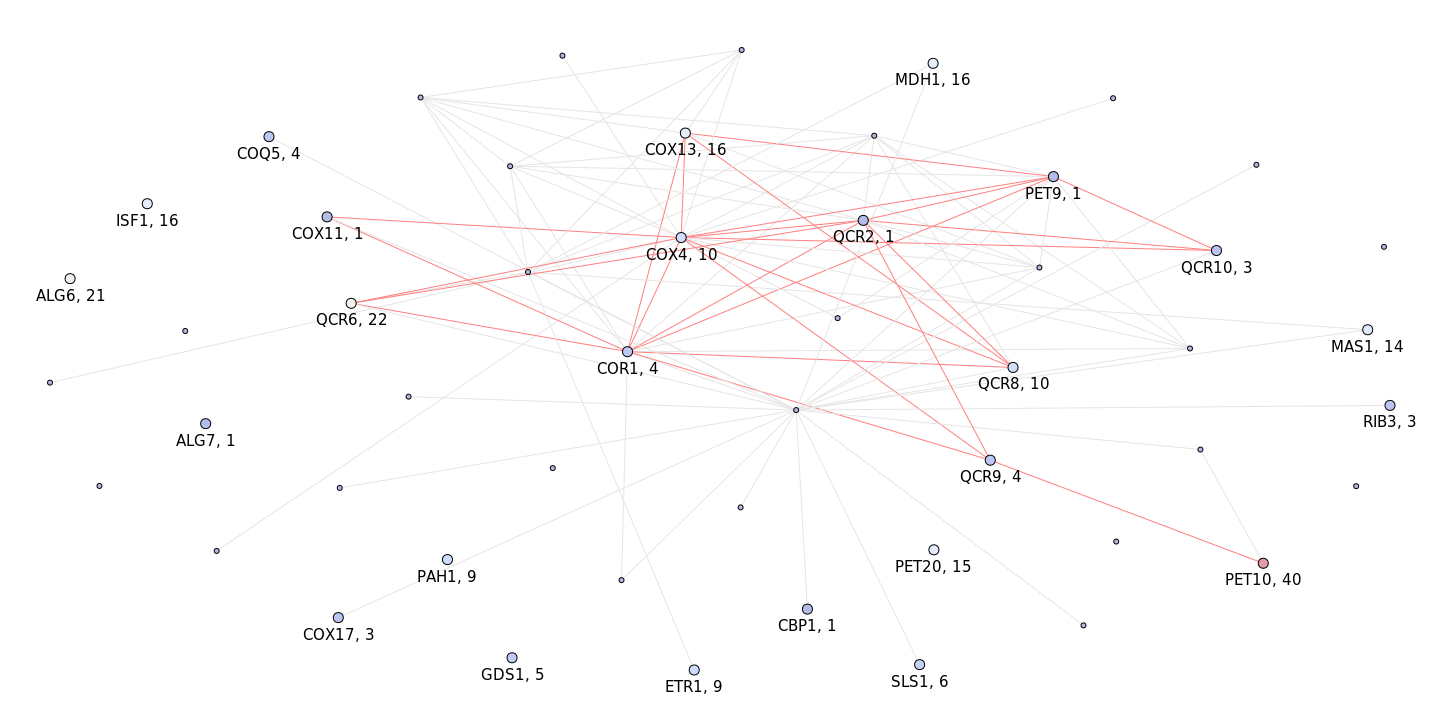 MDH1, 16
COX13, 16
COQ5, 4
PET9, 1
ISF1, 16
COX11, 1
QCR2, 1
COX4, 10
QCR10, 3
ALG6, 21
QCR6, 22
MAS1, 14
COR1, 4
QCR8, 10
RIB3, 3
ALG7, 1
QCR9, 4
PET20, 15
PAH1, 9
PET10, 40
CBP1, 1
COX17, 3
GDS1, 5
SLS1, 6
ETR1, 9